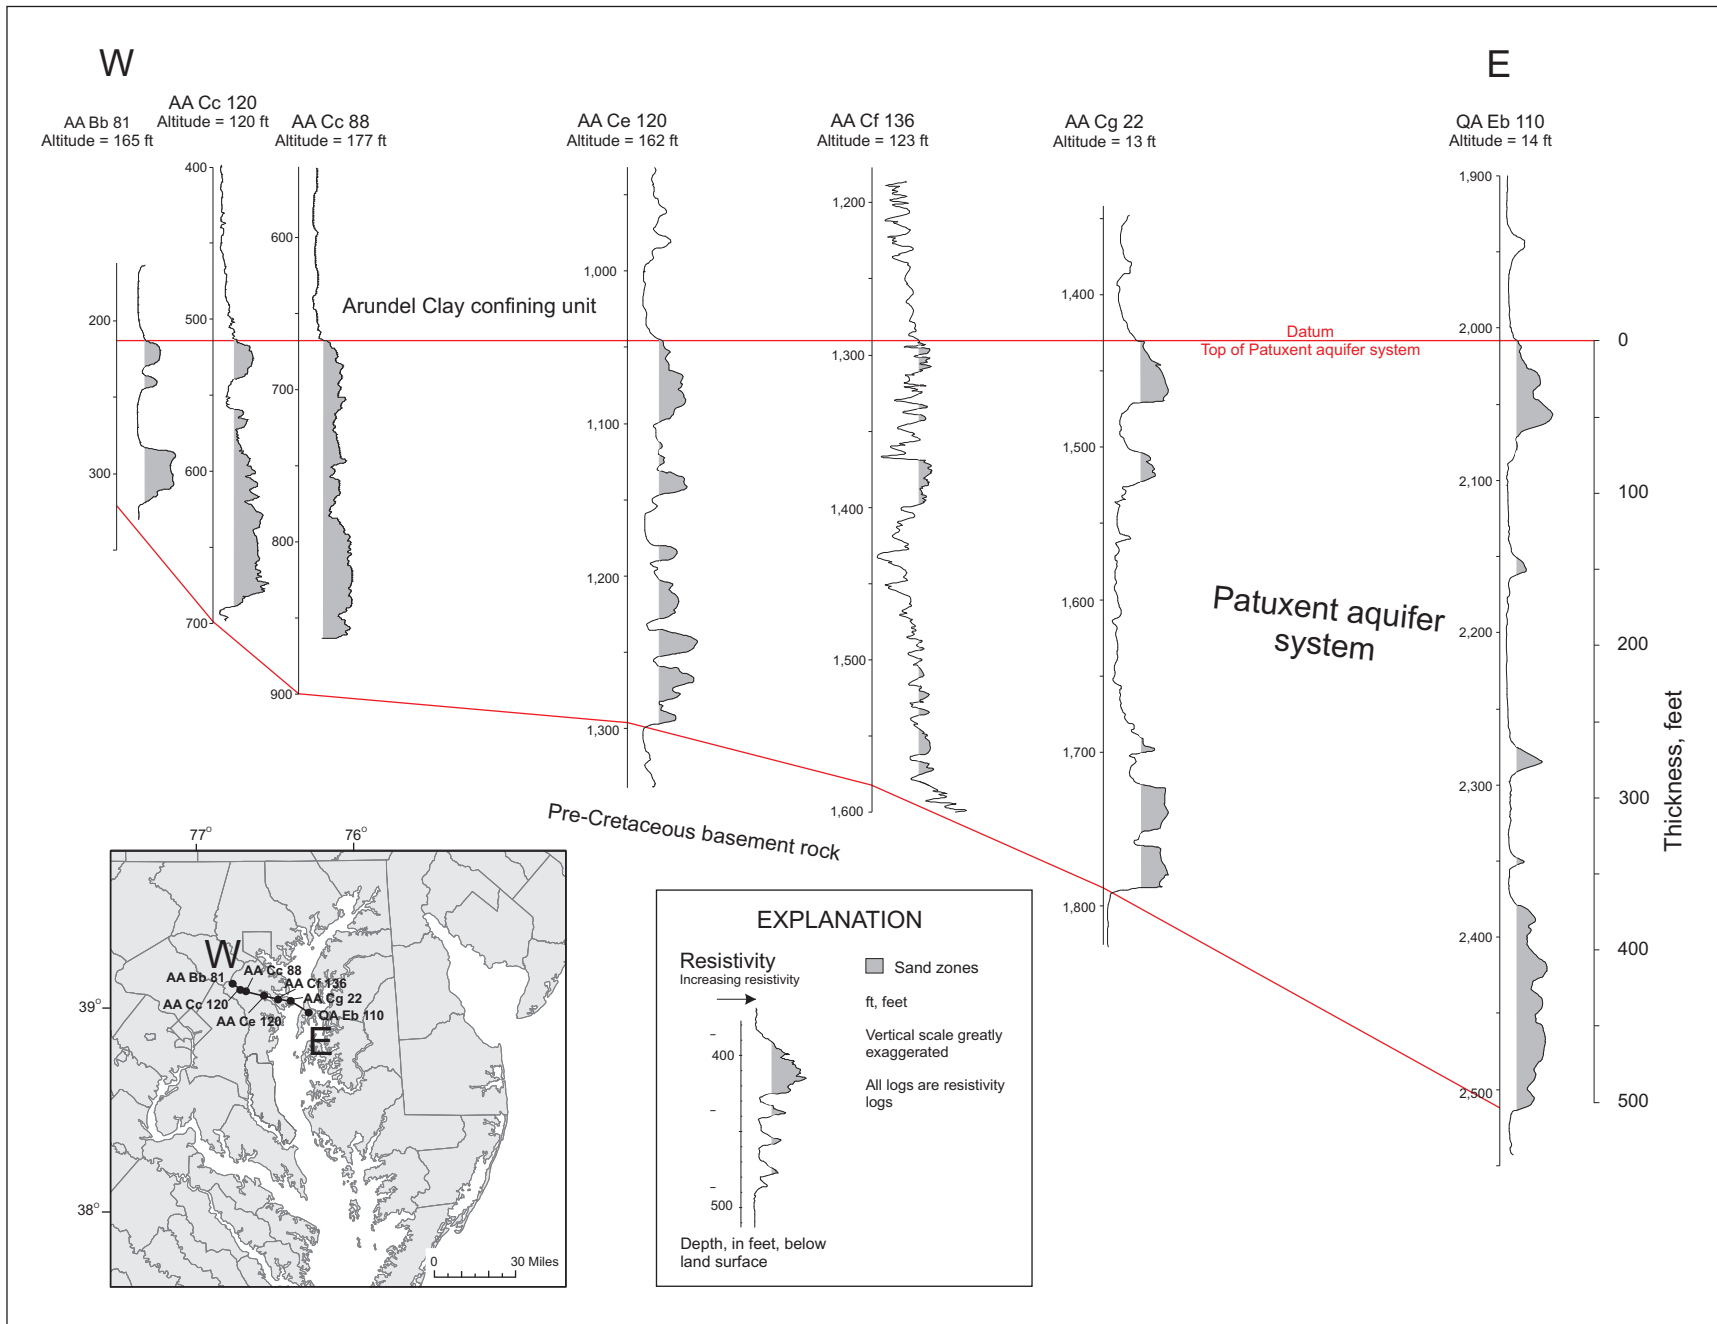 W
E
AA Bb 81
Altitude = 165 ft
AA Cc 120
Altitude = 120 ft
AA Cc 88
Altitude = 177 ft
AA Ce 120
Altitude = 162 ft
AA Cf 136
Altitude = 123 ft
AA Cg 22
Altitude = 13 ft
QA Eb 110
Altitude = 14 ft
200
300
400
500
600
700
600
700
800
900
1,000
1,100
1,200
1,300
1,200
1,300
1,400
1,500
1,600
1,400
1,500
1,600
1,700
1,800
1,900
2,000
2,100
2,200
2,300
2,400
2,500
0
100
200
300
400
500
Thickness, feet
Arundel Clay confining unit
Datum
Top of Patuxent aquifer system
Patuxent aquifer
system
Pre-Cretaceous basement rock
77o
76o
39o
38o
W
AA Bb 81
AA Cc 88
AA Cf 136
AA Cc 120
AA Cg 22
AA Ce 120
QA Eb 110
E
0
30 Miles
EXPLANATION
Resistivity
Increasing resistivity
400
500
Depth, in feet, below
land surface
Sand zones
ft, feet
Vertical scale greatly
exaggerated
All logs are resistivity
logs